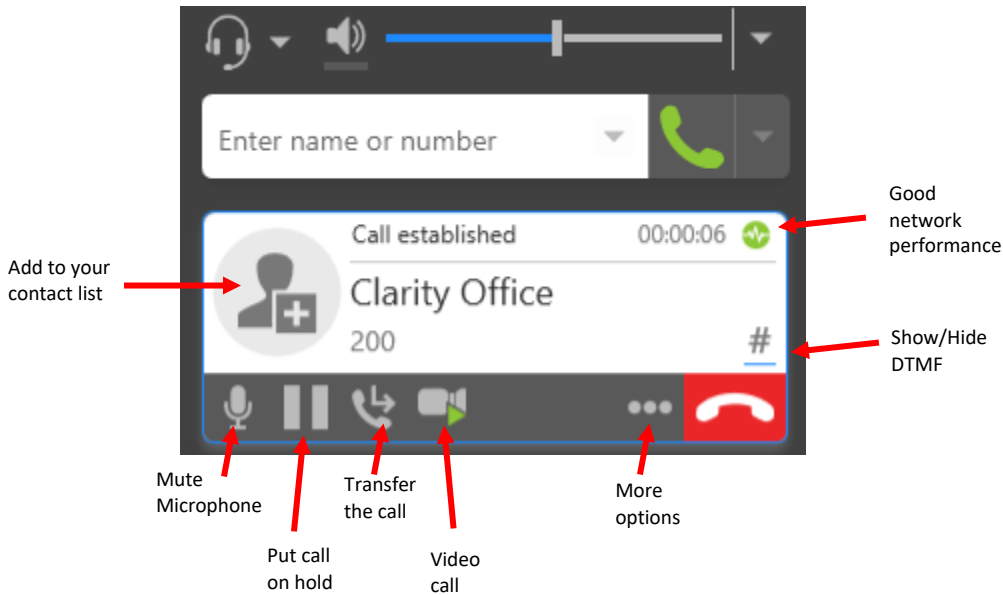 Enter name or number
Good
network
performance
Call established 00:00:06
Add to your
contact list
Clarity Office
200 #
Show/Hide
DTMF
Mute
Microphone
Transfer
the call
More
options
Put call
on hold
Video
call